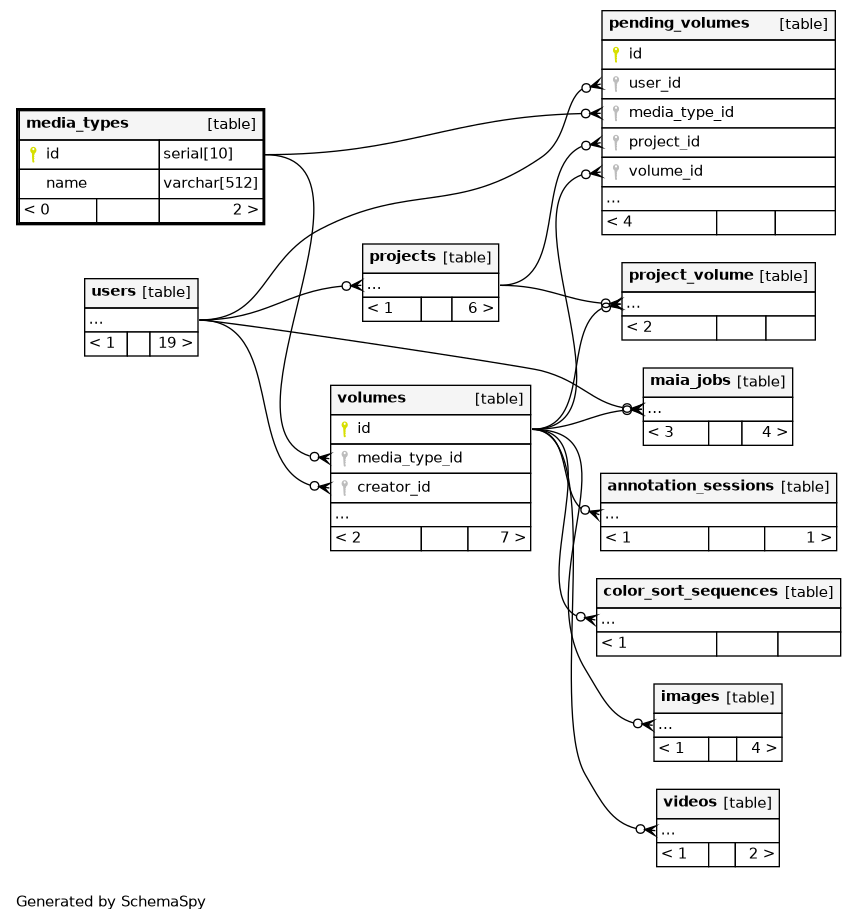 pending_volumes [table]
id
user_id
media_type_id
project_id
volume_id
...
< 4
media_types [table]
id serial[10]
name varchar[512]
< 0 2 >
projects [table]
...
< 1 6 >
project_volume [table]
...
< 2
users [table]
...
< 1 19 >
maia_jobs [table]
...
< 3 4 >
volumes [table]
id
media_type_id
creator_id
...
< 2 7 >
annotation_sessions [table]
...
< 1 1 >
color_sort_sequences [table]
...
< 1
images [table]
...
< 1 4 >
videos [table]
...
< 1 2 >
Generated by SchemaSpy